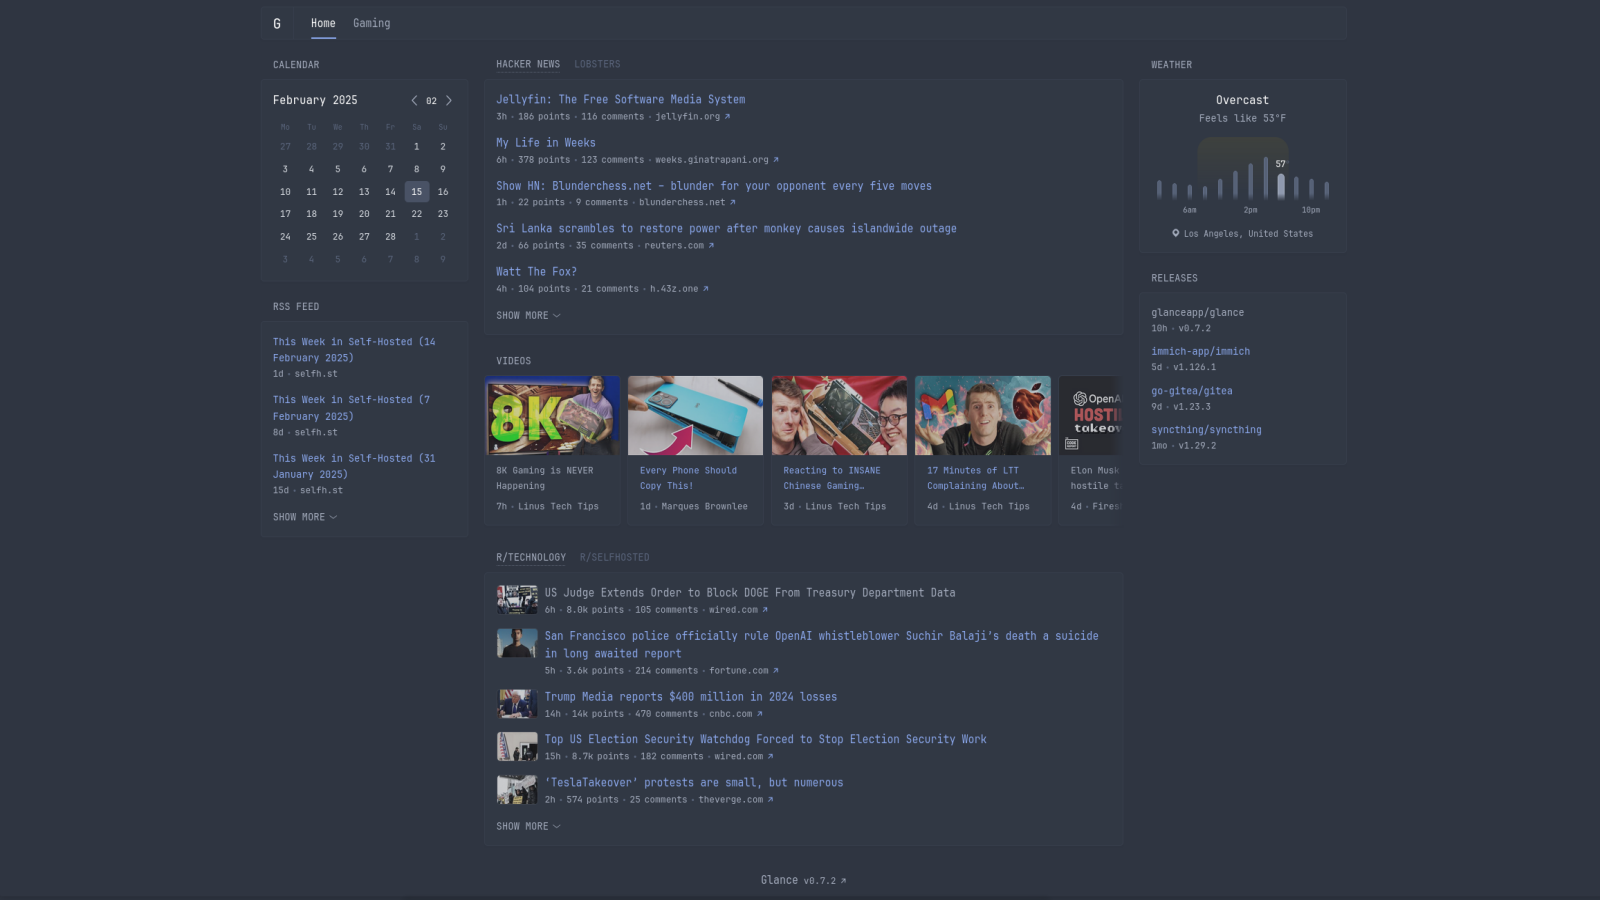 G
Home
Gaming
CALENDAR
February 2025
02
Mo Tu We Th Fr Sa Su
27 28 29 30 31 1 2
3 4 5 6 7 8 9
10 11 12 13 14 15 16
17 18 19 20 21 22 23
24 25 26 27 28 1 2
3 4 5 6 7 8 9
RSS FEED
This Week in Self-Hosted (14
February 2025)
1d · selfh.st
This Week in Self-Hosted (7
February 2025)
8d · selfh.st
This Week in Self-Hosted (31
January 2025)
15d · selfh.st
SHOW MORE
HACKER NEWS
LOBSTERS
Jellyfin: The Free Software Media System
3h · 186 points · 116 comments · jellyfin.org ↗
My Life in Weeks
6h · 378 points · 123 comments · weeks.ginatrapani.org ↗
Show HN: Blunderchess.net – blunder for your opponent every five moves
1h · 22 points · 9 comments · blunderchess.net ↗
Sri Lanka scrambles to restore power after monkey causes islandwide outage
2d · 66 points · 35 comments · reuters.com ↗
Watt The Fox?
4h · 104 points · 21 comments · h.43z.one ↗
SHOW MORE
VIDEOS
8K
8K Gaming is NEVER
Happening
7h · Linus Tech Tips
Every Phone Should
Copy This!
1d · Marques Brownlee
Reacting to INSANE
Chinese Gaming…
3d · Linus Tech Tips
17 Minutes of LTT
Complaining About…
4d · Linus Tech Tips
OpenA
HOSTI
takeov
Elon Musk
hostile t
4d · Fires
R/TECHNOLOGY
R/SELFHOSTED
US Judge Extends Order to Block DOGE From Treasury Department Data
6h · 8.0k points · 105 comments · wired.com ↗
San Francisco police officially rule OpenAI whistleblower Suchir Balaji’s death a suicide
in long awaited report
5h · 3.6k points · 214 comments · fortune.com ↗
Trump Media reports $400 million in 2024 losses
14h · 14k points · 470 comments · cnbc.com ↗
Top US Election Security Watchdog Forced to Stop Election Security Work
15h · 8.7k points · 182 comments · wired.com ↗
‘TeslaTakeover’ protests are small, but numerous
2h · 574 points · 25 comments · theverge.com ↗
SHOW MORE
WEATHER
Overcast
Feels like 53°F
57
6am 2pm 10pm
Los Angeles, United States
RELEASES
glanceapp/glance
10h · v0.7.2
immich-app/immich
5d · v1.126.1
go-gitea/gitea
9d · v1.23.3
syncthing/syncthing
1mo · v1.29.2
Glance v0.7.2 ↗